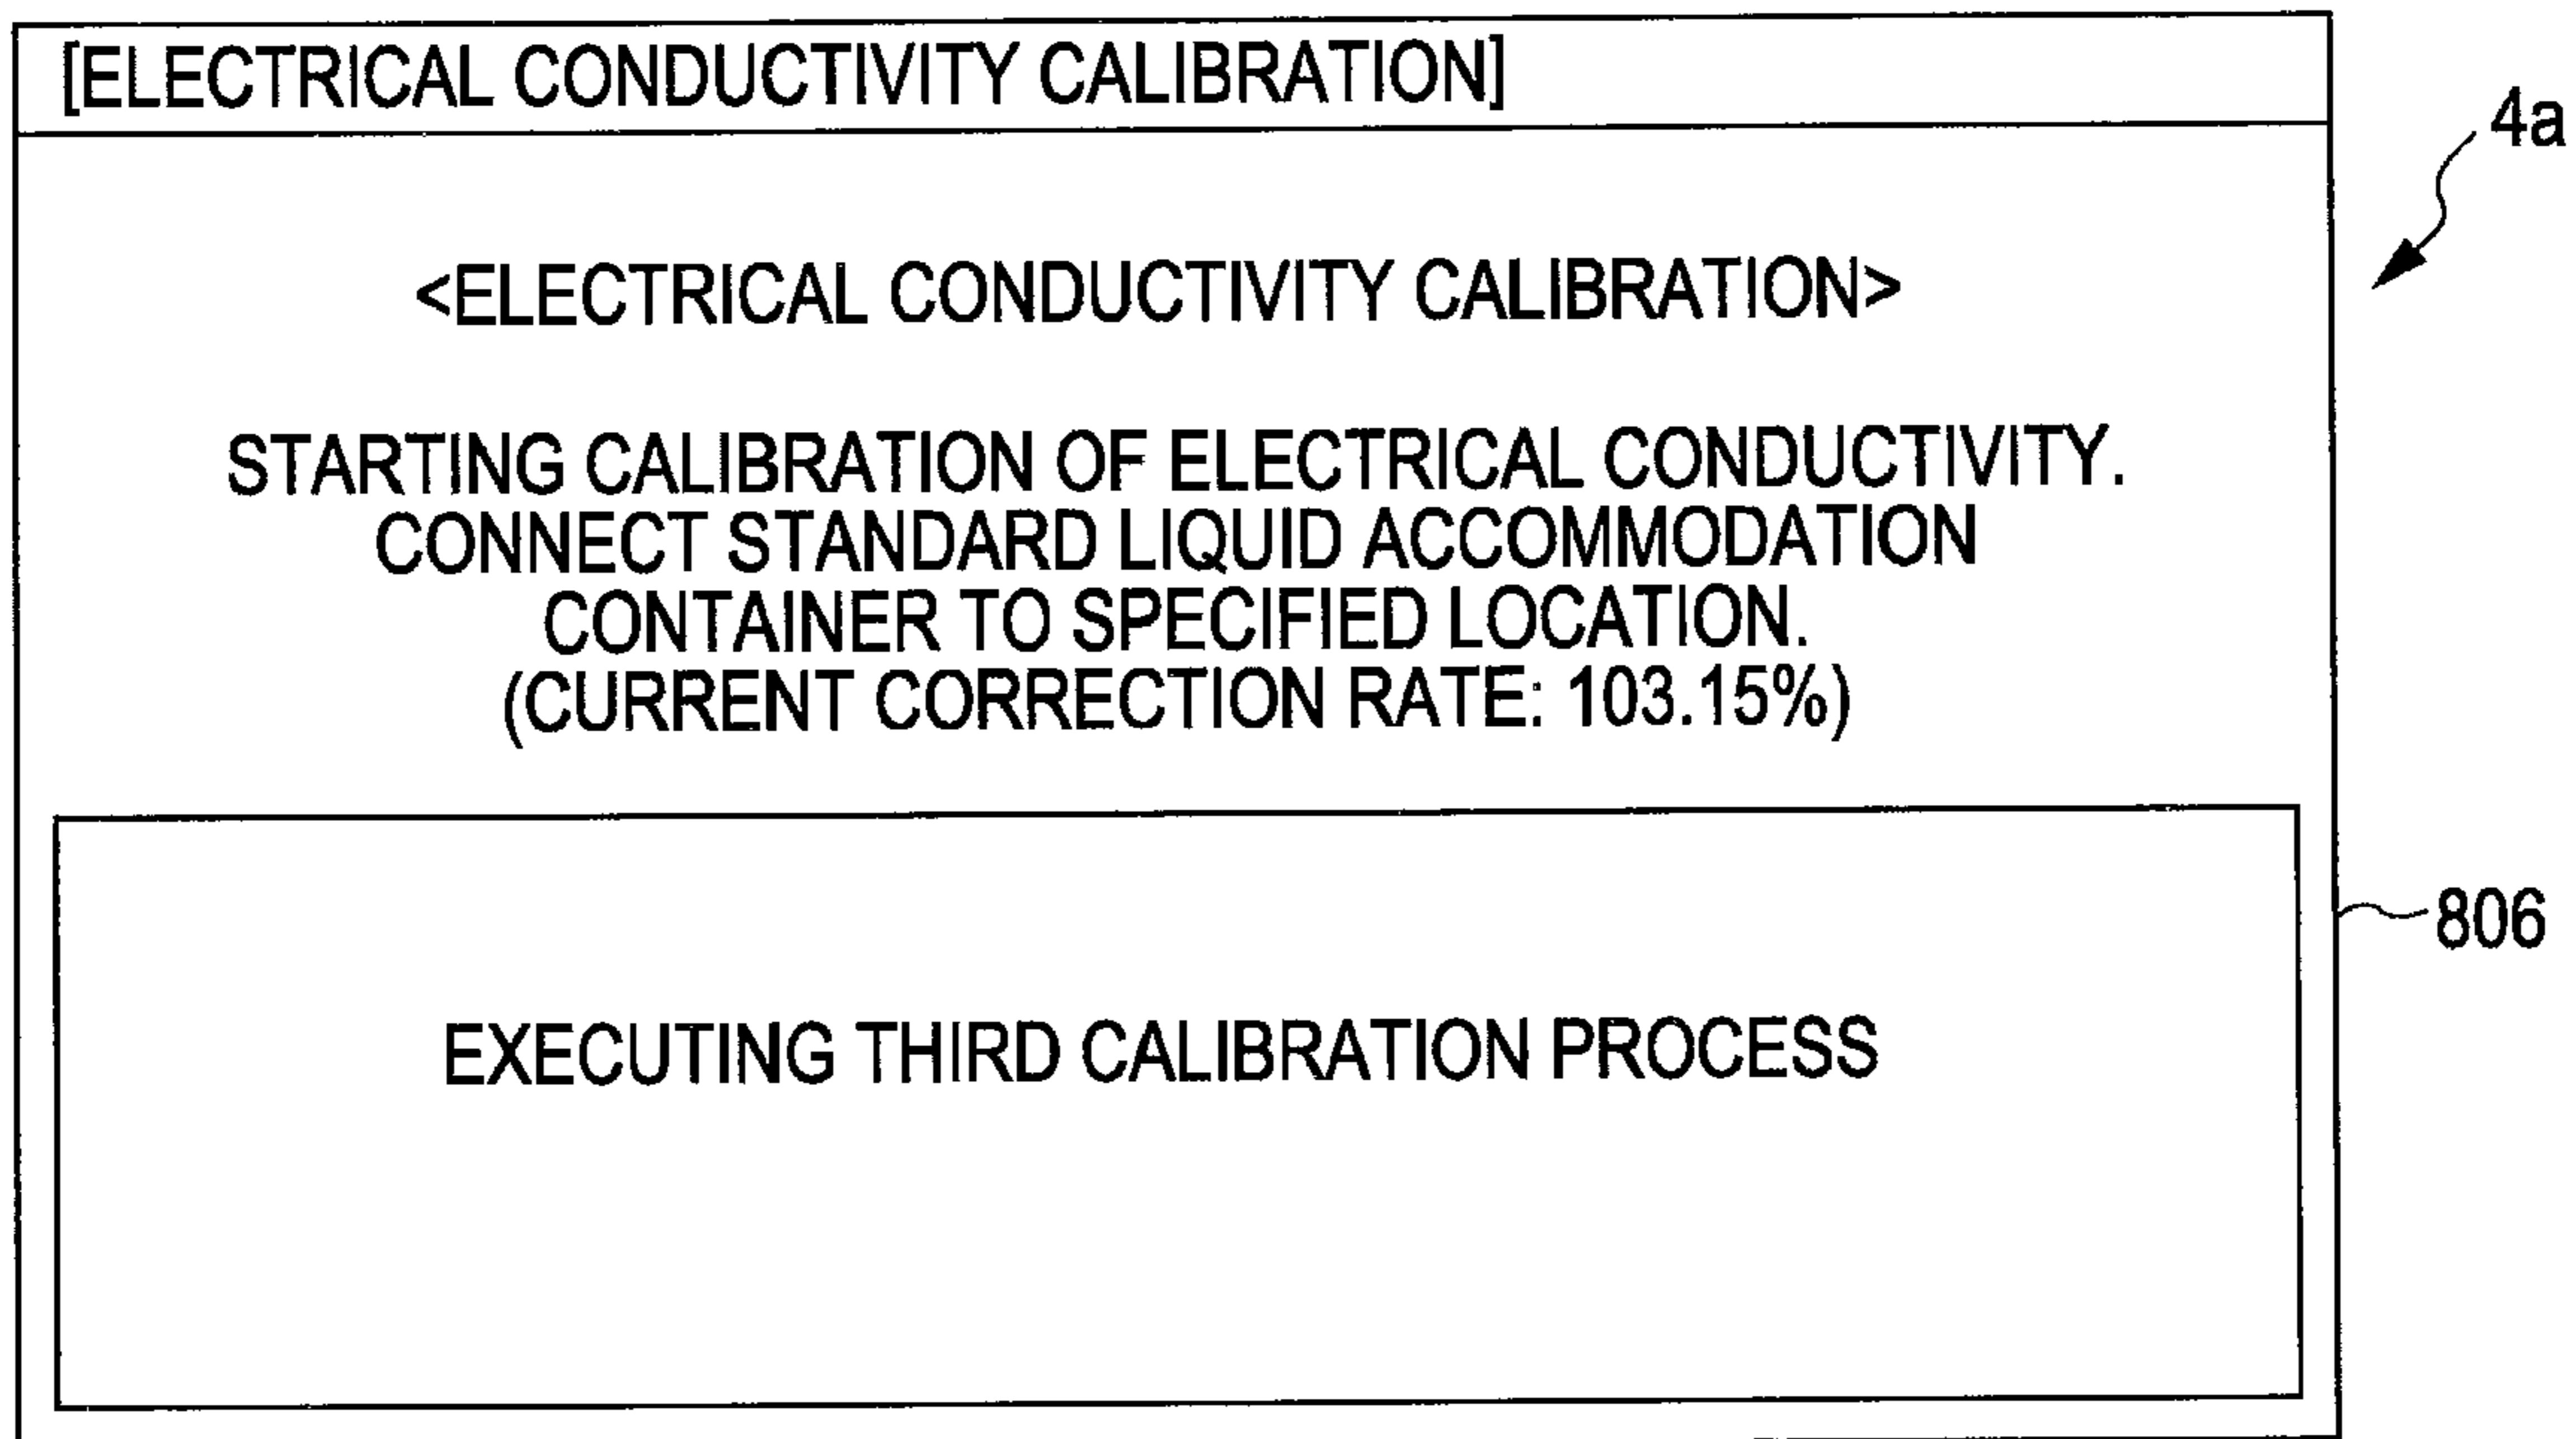 [ELECTRICAL CONDUCTIVITY CALIBRATION]
4a
<ELECTRICAL CONDUCTIVITY CALIBRATION>
STARTING CALIBRATION OF ELECTRICAL CONDUCTIVITY.
CONNECT STANDARD LIQUID ACCOMMODATION
CONTAINER TO SPECIFIED LOCATION.
(CURRENT CORRECTION RATE: 103.15%)
806
EXECUTING THIRD CALIBRATION PROCESS